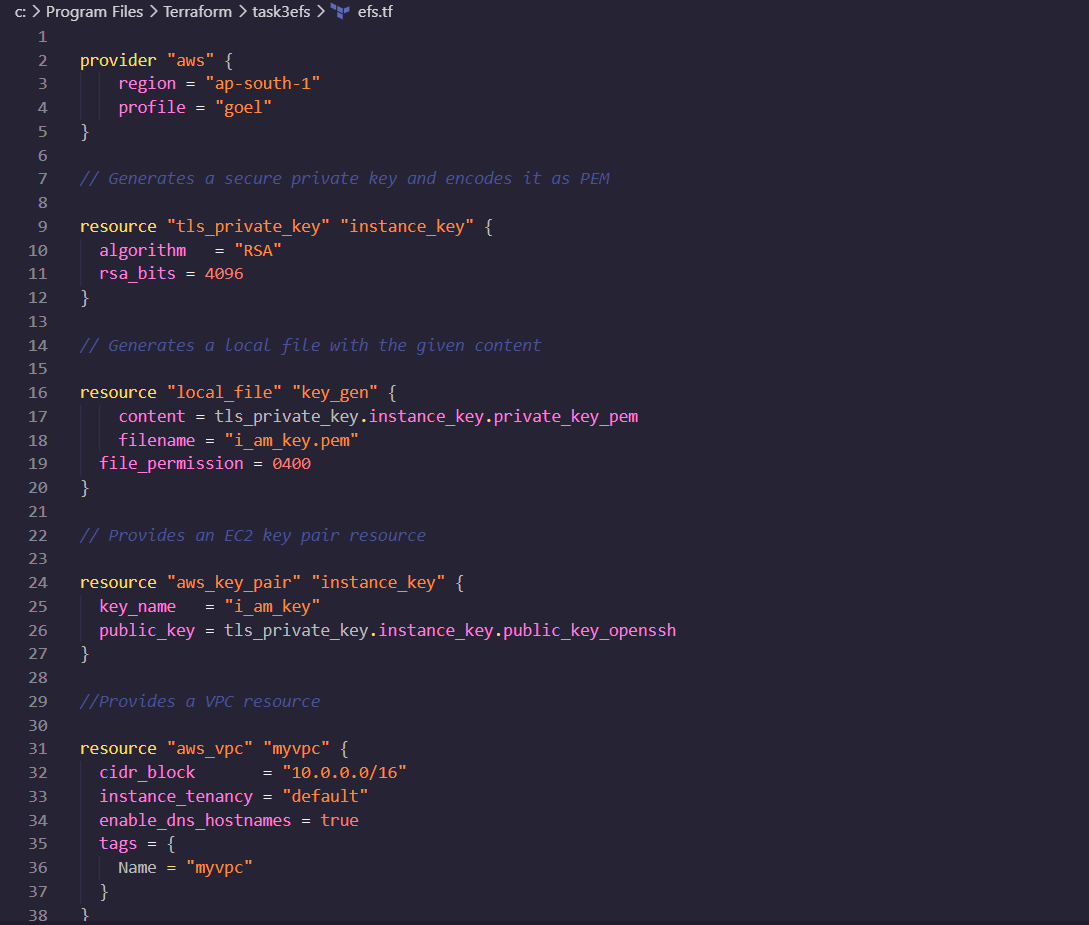 c: > Program Files > Terraform > task3efs > efs.tf
1
2 provider "aws" {
3     region = "ap-south-1"
4     profile = "goel"
5 }
6
7 // Generates a secure private key and encodes it as PEM
8
9 resource "tls_private_key" "instance_key" {
10   algorithm   = "RSA"
11   rsa_bits = 4096
12 }
13
14 // Generates a local file with the given content
15
16 resource "local_file" "key_gen" {
17     content = tls_private_key.instance_key.private_key_pem
18     filename = "i_am_key.pem"
19   file_permission = 0400
20 }
21
22 // Provides an EC2 key pair resource
23
24 resource "aws_key_pair" "instance_key" {
25   key_name   = "i_am_key"
26   public_key = tls_private_key.instance_key.public_key_openssh
27 }
28
29 //Provides a VPC resource
30
31 resource "aws_vpc" "myvpc" {
32   cidr_block       = "10.0.0.0/16"
33   instance_tenancy = "default"
34   enable_dns_hostnames = true
35   tags = {
36     Name = "myvpc"
37   }
38 }